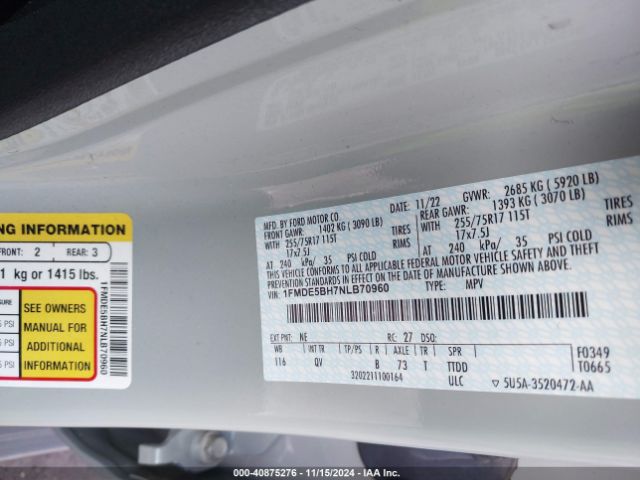 NG INFORMATION
FRONT: 2 REAR: 3
1 kg or 1415 lbs.
SURE
PSI
PSI
PSI
SEE OWNERS
MANUAL FOR
ADDITIONAL
INFORMATION
1FMDE5BH7NLB70960
MFD. BY FORD MOTOR CO. 11/22 GVWR: 2685 KG ( 5920 LB)
FRONT GAWR: 1402 KG ( 3090 LB) REAR GAWR: 1393 KG ( 3070 LB)
WITH 255/75R17 115T TIRES WITH 255/75R17 115T TIRES
17x7.5J RIMS 17x7.5J RIMS
AT 240 kPa/ 35 PSI COLD AT 240 kPa/ 35 PSI COLD
THIS VEHICLE CONFORMS TO ALL APPLICABLE FEDERAL MOTOR VEHICLE SAFETY AND THEFT
PREVENTION STANDARDS IN EFFECT ON THE DATE OF MANUFACTURE SHOWN ABOVE.
VIN: 1FMDE5BH7NLB70960 TYPE: MPV
EXT PNT: NE RC: 27 DSO:
WB INT TR TP/PS R AXLE TR SPR F0349
116 QV B 73 T TTDD T0665
3202211100164 ULC ▽ 5U5A-3520472-AA
© - 40875276 - 11/15/2024 - IAA Inc.